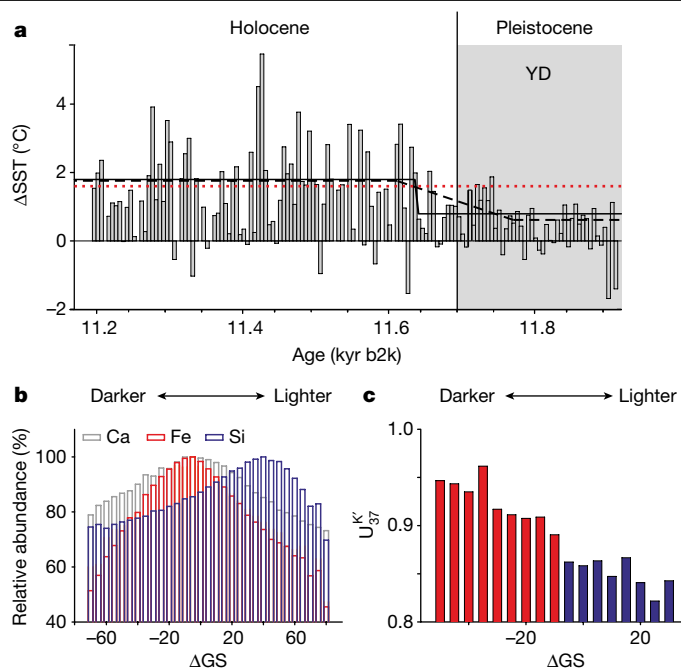 a
Holocene Pleistocene
YD
ΔSST (°C)
4
2
0
−2
11.2 11.4 11.6 11.8
Age (kyr b2k)
b
Darker Lighter
Ca Fe Si
Relative abundance (%)
100
80
60
40
−60 −20 20 60
ΔGS
c
Darker Lighter
U37K′
1.0
0.9
0.8
−20 20
ΔGS